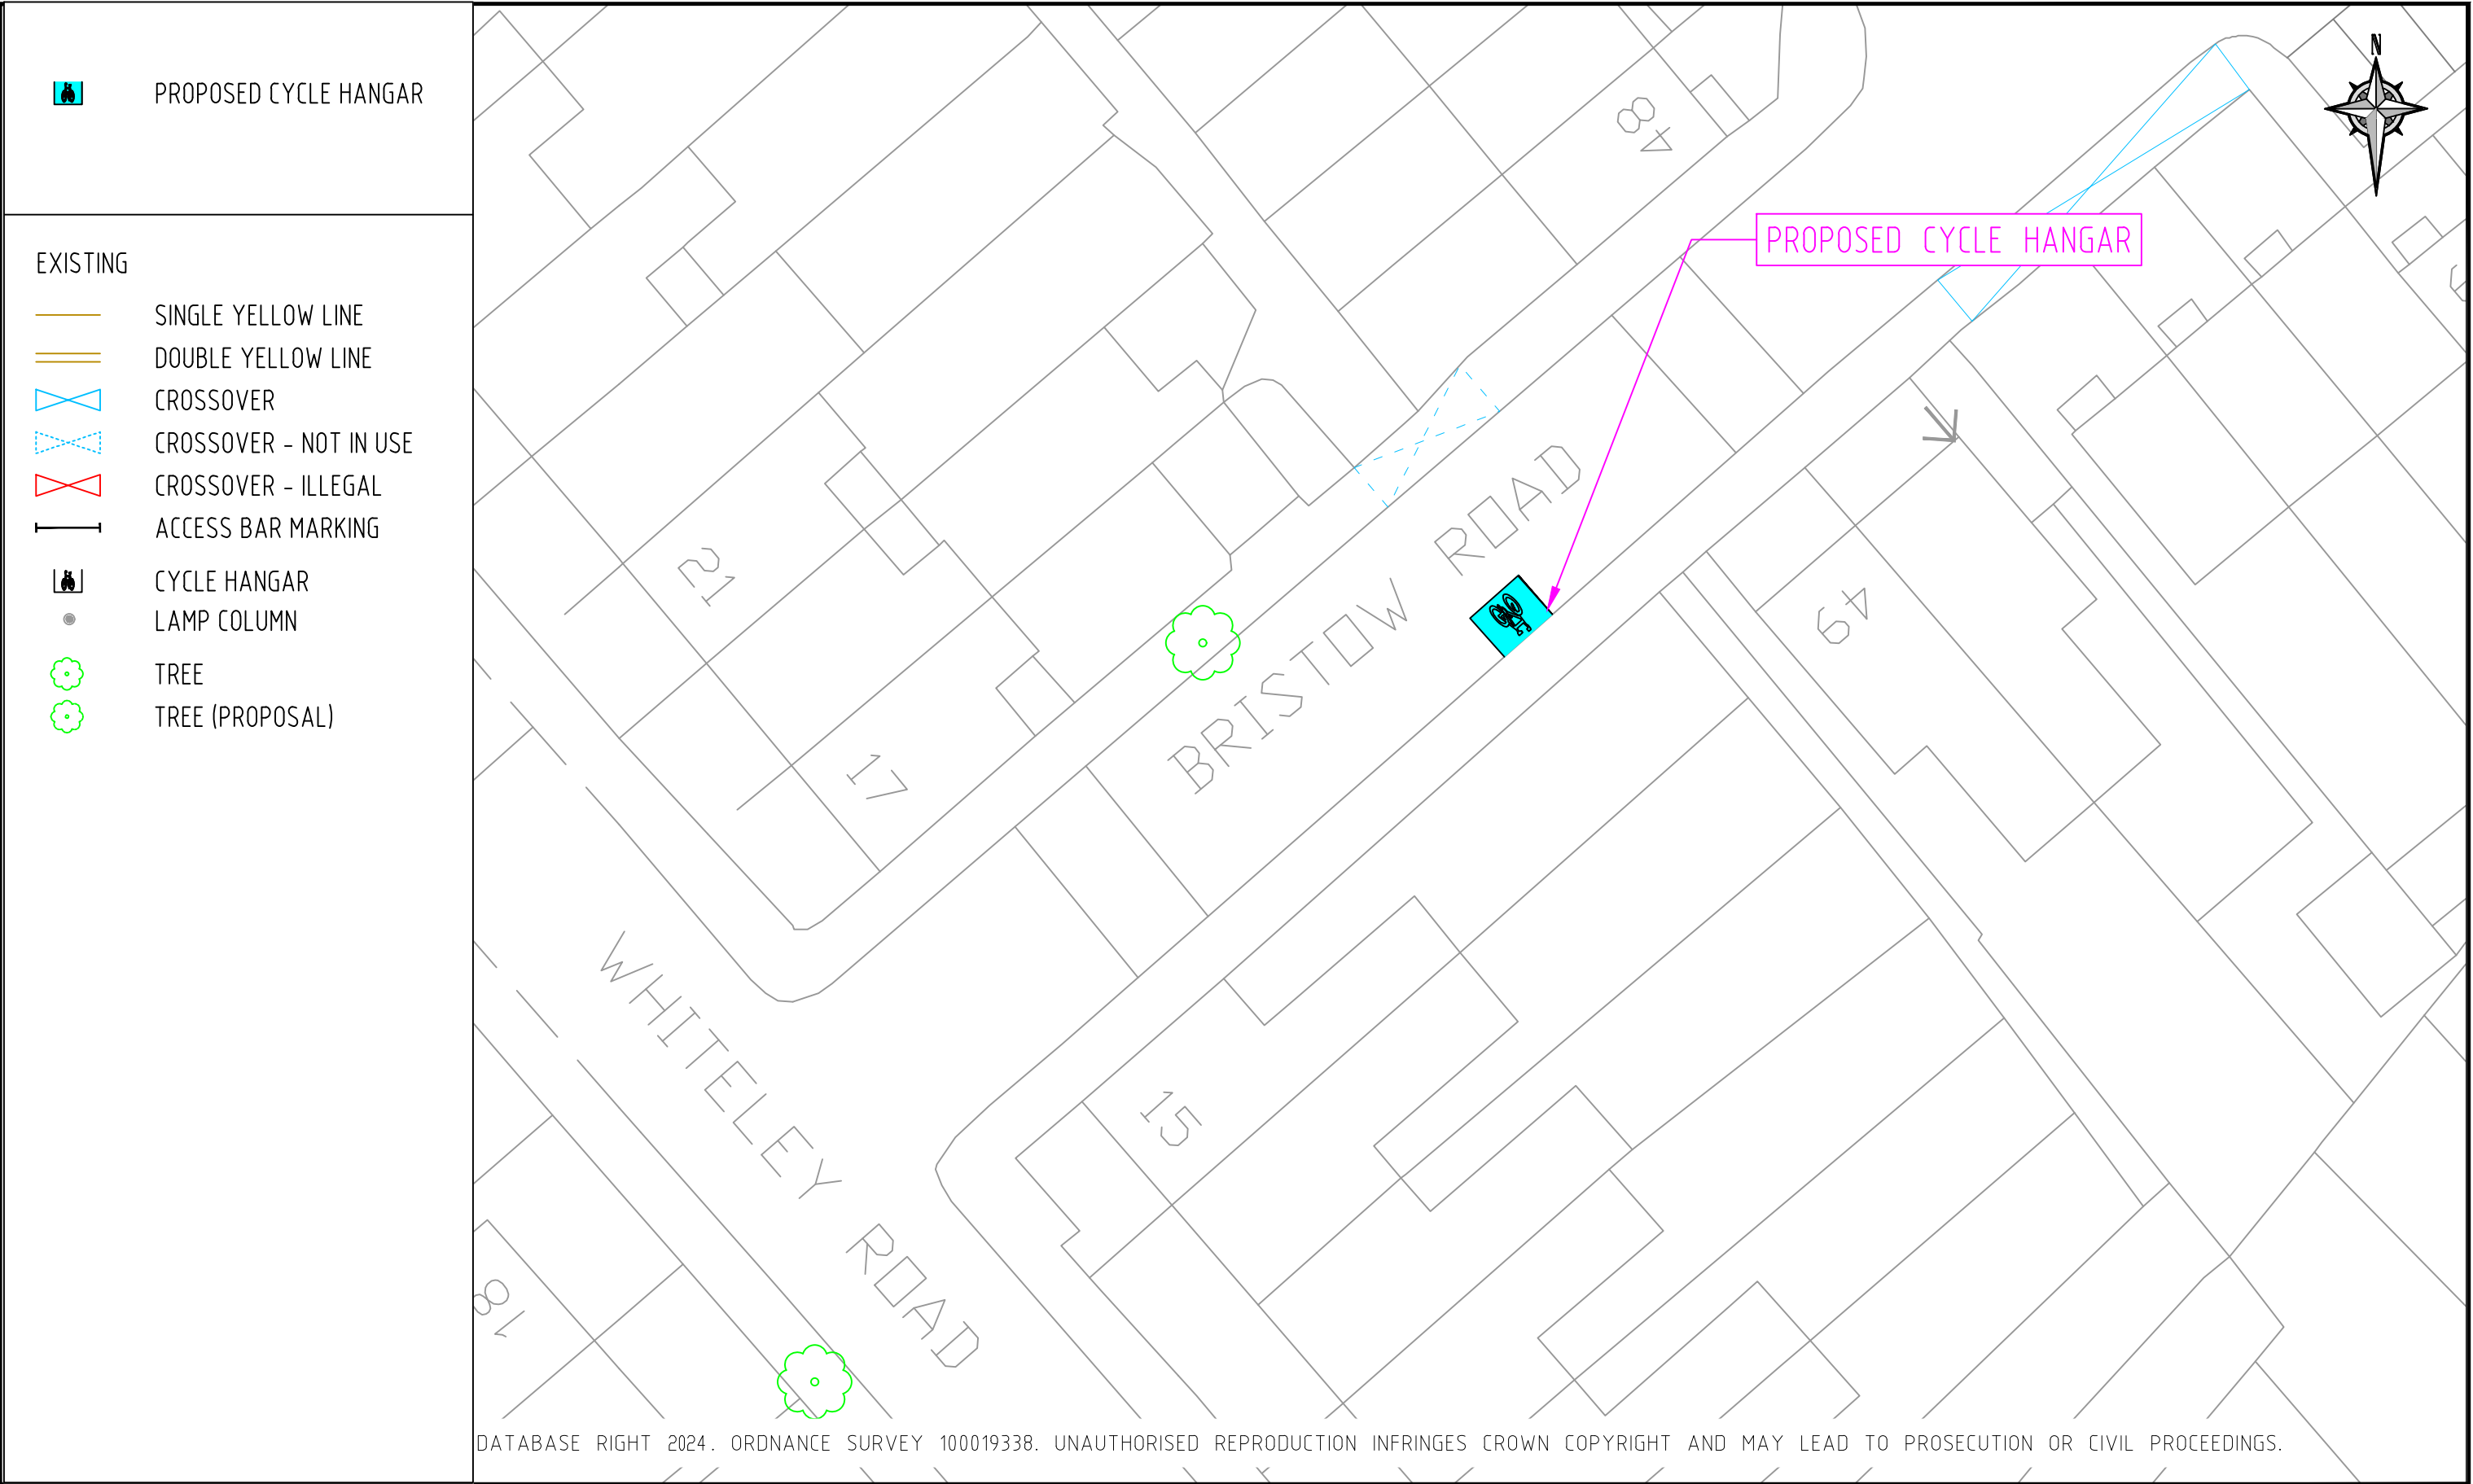 PROPOSED CYCLE HANGAR
EXISTING
SINGLE YELLOW LINE
DOUBLE YELLOW LINE
CROSSOVER
CROSSOVER - NOT IN USE
CROSSOVER - ILLEGAL
ACCESS BAR MARKING
CYCLE HANGAR
LAMP COLUMN
TREE
TREE (PROPOSAL)
N
48
PROPOSED CYCLE HANGAR
BRISTOW ROAD
12
17
49
WHITELEY ROAD
15
18
DATABASE RIGHT 2024. ORDNANCE SURVEY 100019338. UNAUTHORISED REPRODUCTION INFRINGES CROWN COPYRIGHT AND MAY LEAD TO PROSECUTION OR CIVIL PROCEEDINGS.